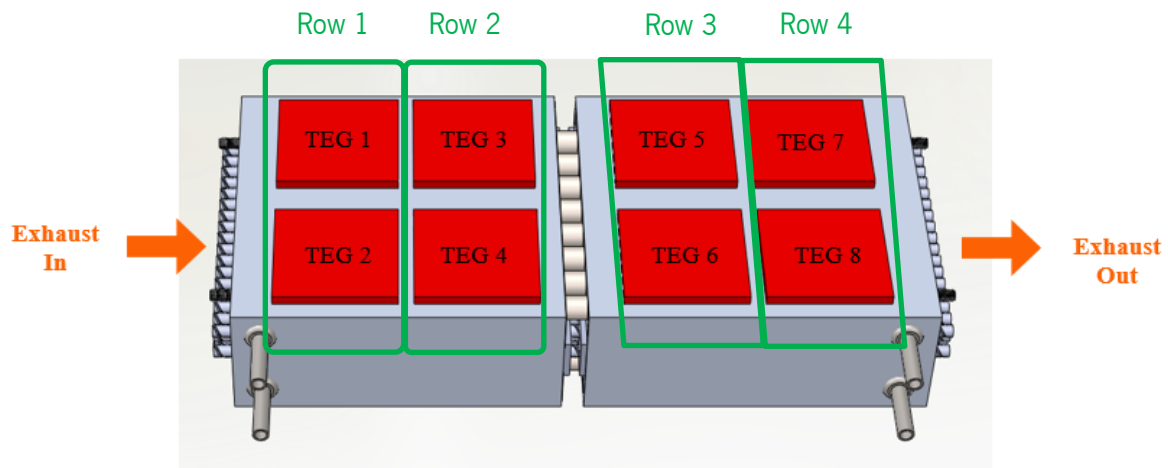 Row 1
Row 2
Row 3
Row 4
TEG 1
TEG 3
TEG 5
TEG 7
Exhaust
In
TEG 2
TEG 4
TEG 6
TEG 8
Exhaust
Out